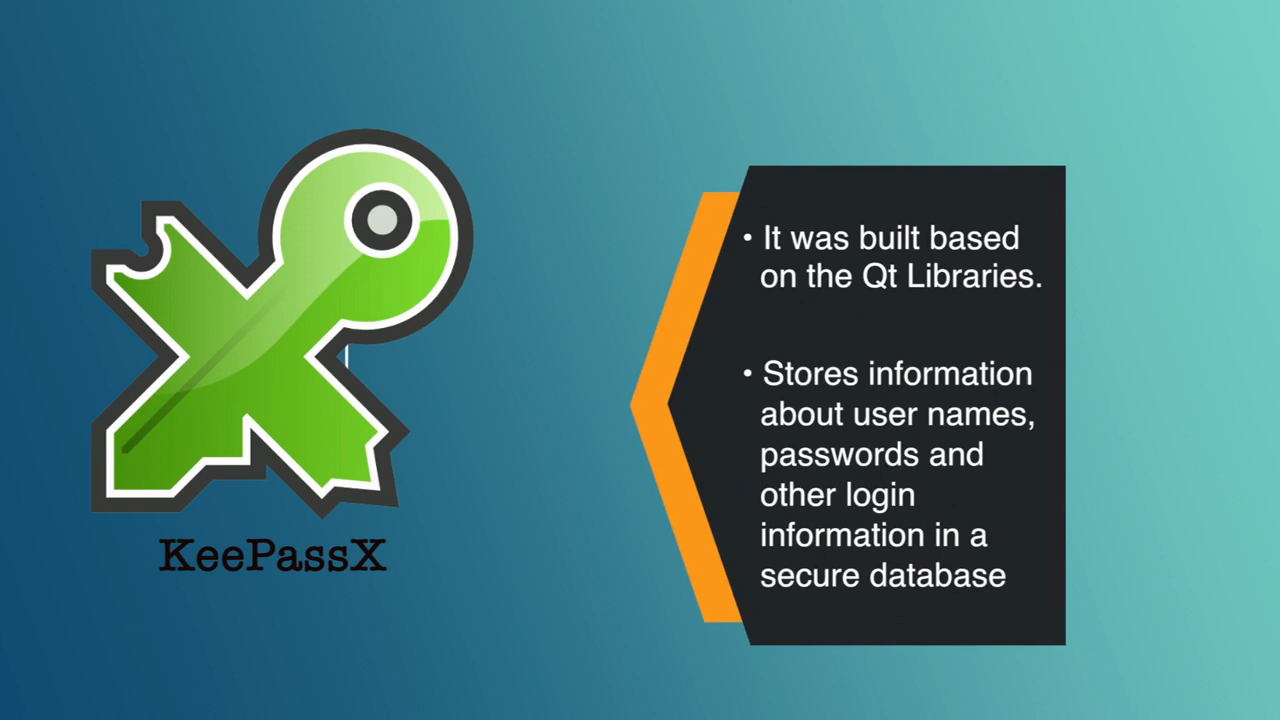 KeePassX
• It was built based
on the Qt Libraries.
• Stores information
about user names,
passwords and
other login
information in a
secure database